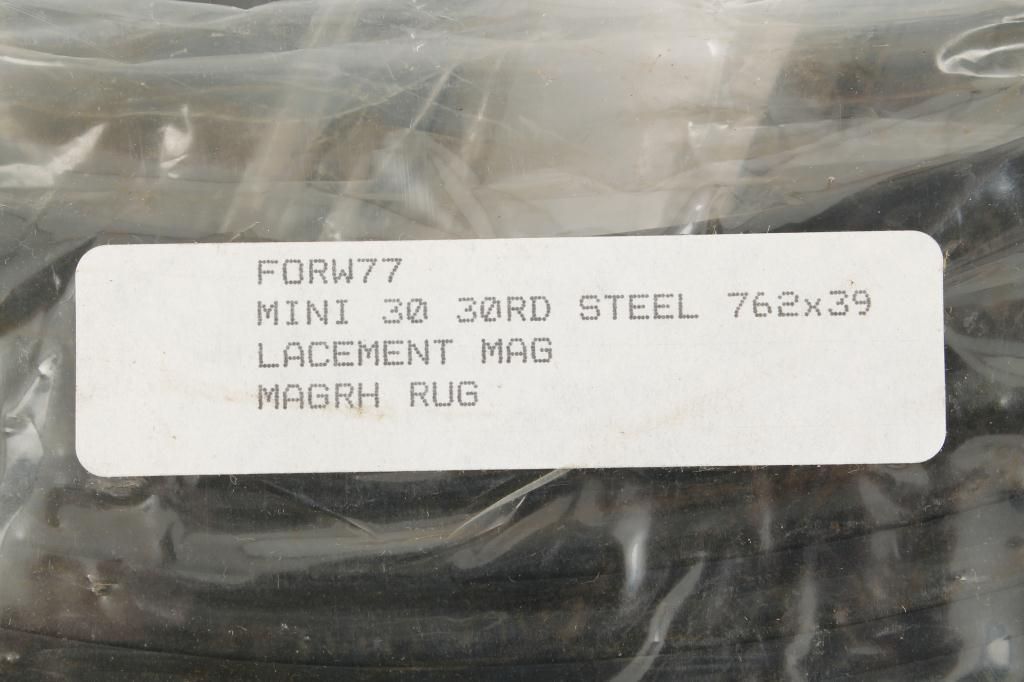 FORW77
MINI 30 30RD STEEL 762x39
LACEMENT MAG
MAGRH RUG